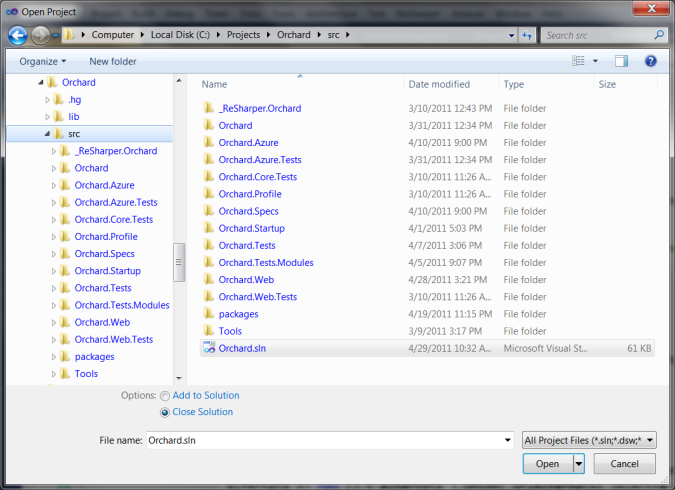 Open Project
Computer Local Disk (C:) Projects Orchard src
Search src
Organize New folder
Orchard
.hg
lib
src
_ReSharper.Orchard
Orchard
Orchard.Azure
Orchard.Azure.Tests
Orchard.Core.Tests
Orchard.Profile
Orchard.Specs
Orchard.Startup
Orchard.Tests
Orchard.Tests.Modules
Orchard.Web
Orchard.Web.Tests
packages
Tools
Name Date modified Type Size
_ReSharper.Orchard 3/10/2011 12:43 PM File folder
Orchard 3/31/2011 12:34 PM File folder
Orchard.Azure 4/10/2011 9:00 PM File folder
Orchard.Azure.Tests 3/31/2011 12:34 PM File folder
Orchard.Core.Tests 3/10/2011 11:26 A... File folder
Orchard.Profile 3/10/2011 11:26 A... File folder
Orchard.Specs 4/10/2011 9:00 PM File folder
Orchard.Startup 4/1/2011 5:03 PM File folder
Orchard.Tests 4/7/2011 3:06 PM File folder
Orchard.Tests.Modules 4/5/2011 9:07 PM File folder
Orchard.Web 4/28/2011 3:21 PM File folder
Orchard.Web.Tests 3/10/2011 11:26 A... File folder
packages 4/19/2011 11:15 PM File folder
Tools 3/9/2011 3:17 PM File folder
Orchard.sln 4/29/2011 10:32 A... Microsoft Visual St... 61 KB
Options: Add to Solution
Close Solution
File name: Orchard.sln
All Project Files (*.sln;*.dsw;*
Open Cancel